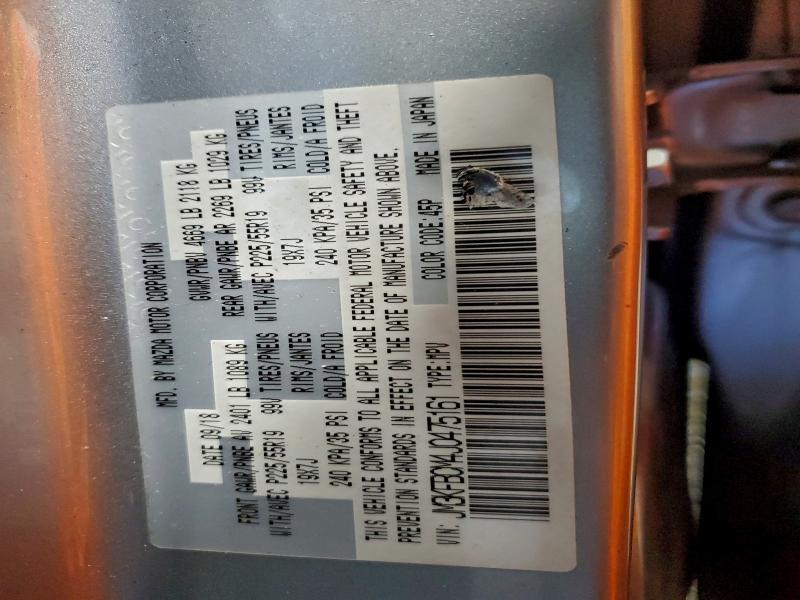 MFD. BY MAZDA MOTOR CORPORATION
DATE 09/18 GVWR/PNBV 4669 LB 2118 KG
FRONT GAWR/PNBE AV 2401 LB 1089 KG REAR GAWR/PNBE AR 2269 LB 1029 KG
WITH/AVEC P225/55R19 99V TIRES/PNEUS WITH/AVEC P225/55R19 99V TIRES/PNEUS
19X7J RIMS/JANTES 19X7J RIMS/JANTES
240 KPA/35 PSI COLD/A FROID 240 KPA/35 PSI COLD/A FROID
THIS VEHICLE CONFORMS TO ALL APPLICABLE FEDERAL MOTOR VEHICLE SAFETY AND THEFT
PREVENTION STANDARDS IN EFFECT ON THE DATE OF MANUFACTURE SHOWN ABOVE.
COLOR CODE:45P MADE IN JAPAN
VIN: JM3KFBCM4J0475161 TYPE:MPV